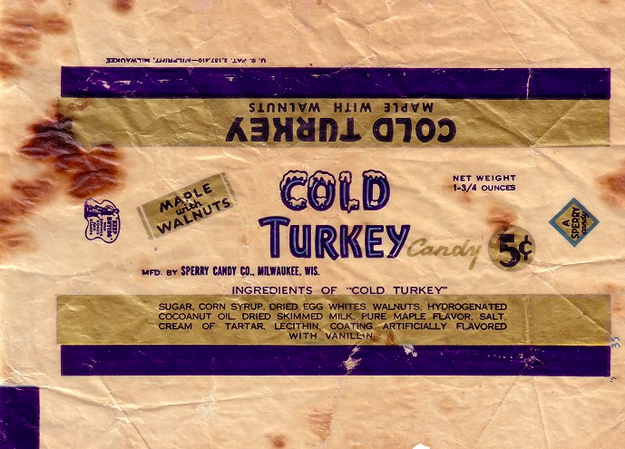 U. S. PAT. 2,157,410—MILPRINT, MILWAUKEE
MAPLE WITH WALNUTS
COLD TURKEY
MAPLE
with
WALNUTS
COLD
TURKEY
Candy
5¢
NET WEIGHT
1-3/4 OUNCES
A
SPERRY
candy
MFD. BY SPERRY CANDY CO., MILWAUKEE, WIS.
INGREDIENTS OF "COLD TURKEY"
SUGAR, CORN SYRUP, DRIED EGG WHITES WALNUTS, HYDROGENATED
COCOANUT OIL, DRIED SKIMMED MILK, PURE MAPLE FLAVOR, SALT,
CREAM OF TARTAR, LECITHIN, COATING ARTIFICIALLY FLAVORED
WITH VANILLIN.
35